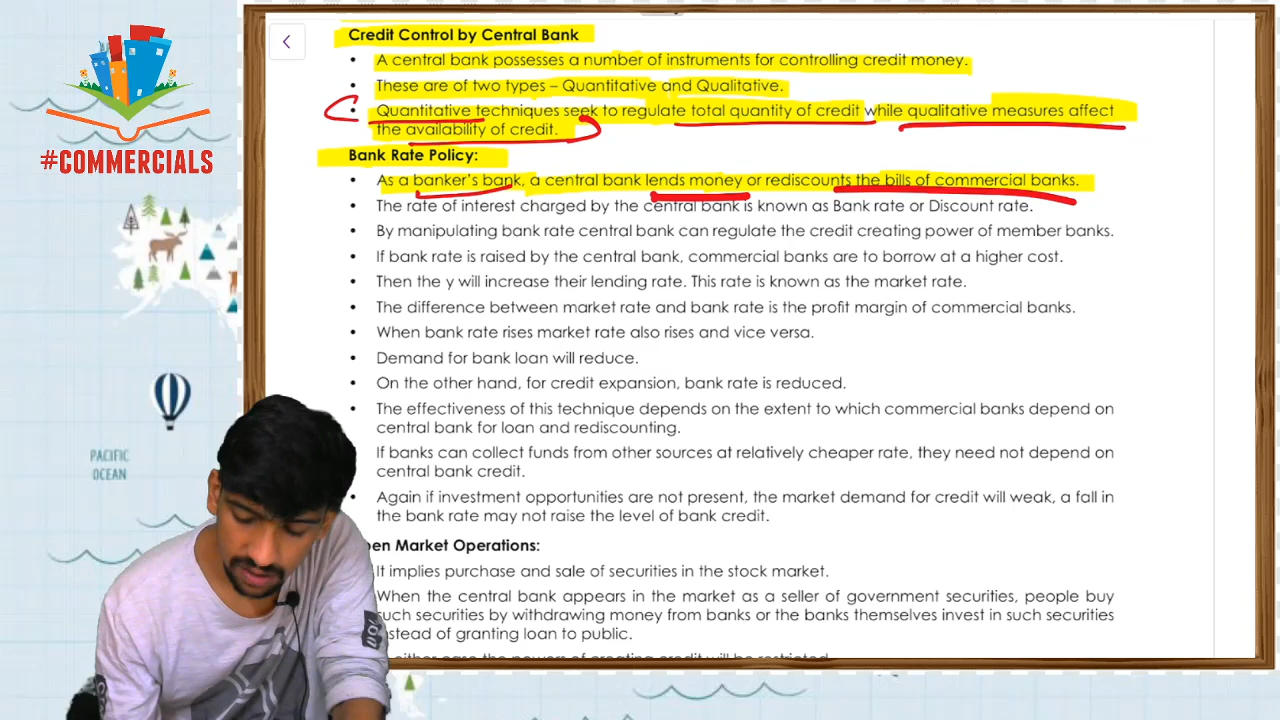 Credit Control by Central Bank
• A central bank possesses a number of instruments for controlling credit money.
• These are of two types – Quantitative and Qualitative.
• Quantitative techniques seek to regulate total quantity of credit while qualitative measures affect
the availability of credit.
Bank Rate Policy:
• As a banker's bank, a central bank lends money or rediscounts the bills of commercial banks.
• The rate of interest charged by the central bank is known as Bank rate or Discount rate.
• By manipulating bank rate central bank can regulate the credit creating power of member banks.
• If bank rate is raised by the central bank, commercial banks are to borrow at a higher cost.
• Then the y will increase their lending rate. This rate is known as the market rate.
• The difference between market rate and bank rate is the profit margin of commercial banks.
• When bank rate rises market rate also rises and vice versa.
• Demand for bank loan will reduce.
• On the other hand, for credit expansion, bank rate is reduced.
• The effectiveness of this technique depends on the extent to which commercial banks depend on
central bank for loan and rediscounting.
If banks can collect funds from other sources at relatively cheaper rate, they need not depend on
central bank credit.
• Again if investment opportunities are not present, the market demand for credit will weak, a fall in
the bank rate may not raise the level of bank credit.
pen Market Operations:
It implies purchase and sale of securities in the stock market.
When the central bank appears in the market as a seller of government securities, people buy
such securities by withdrawing money from banks or the banks themselves invest in such securities
nstead of granting loan to public.
either case the powers of creating credit will be restricted
#COMMERCIALS
PACIFIC
OCEAN